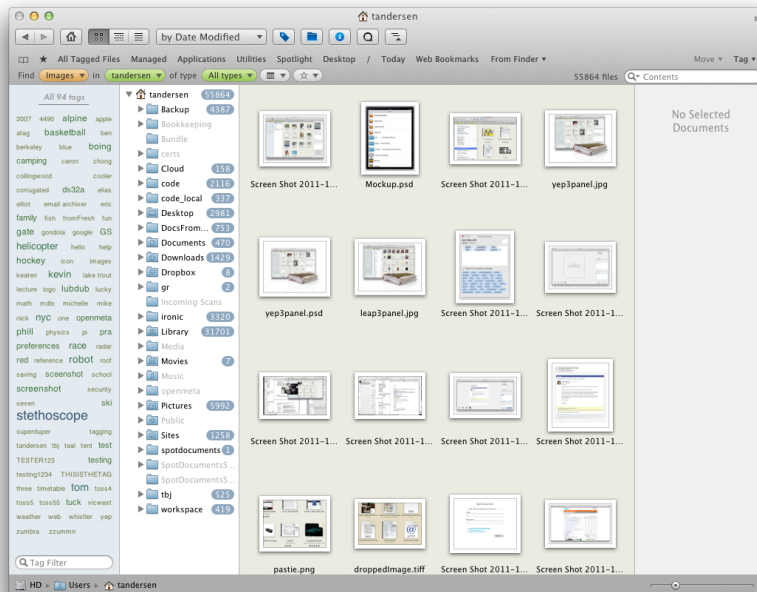 tandersen
by Date Modified
All Tagged Files Managed Applications Utilities Spotlight Desktop / Today Web Bookmarks From Finder Move Tag
Find Images in tandersen of type All types 55864 files Contents
All 94 tags
2007 4490 alpine apple
atag basketball ben
berkeley blue boing
camping caron chong
collingwood cooler
corrugated ds32a elias
elliot email archiver eric
family fish fromFresh fun
gate gondola google GS
helicopter hello help
hockey icon images
keaten kevin lake trout
lecture logo lubdub lucky
math mdls michelle mike
nick nyc one openmeta
phill physics pi pra
preferences race radar
red reference robot roof
saving sceenshot school
screenshot security
seven ski
stethoscope
superduper tagging
tandersen tbj teal tent test
TESTER123 testing
testing1234 THISISTHETAG
three timetable tom toss4
toss5 toss55 tuck vicwest
weather web whistler yep
zumbra zzummn
Tag Filter
tandersen 55864
Backup 4387
Bookkeeping
Bundle
certs
Cloud 158
code 2116
code_local 337
Desktop 2981
DocsFrom... 753
Documents 470
Downloads 1429
Dropbox 8
gr 2
Incoming Scans
ironic 3320
Library 31701
Media
Movies 7
Music
openmeta
Pictures 5992
Public
Sites 1258
spotdocuments 1
SpotDocuments5...
SpotDocuments5...
tbj 525
workspace 419
Screen Shot 2011-1... Mockup.psd Screen Shot 2011-1... yep3panel.jpg
yep3panel.psd leap3panel.jpg Screen Shot 2011-1... Screen Shot 2011-1...
Screen Shot 2011-1... Screen Shot 2011-1... Screen Shot 2011-1... Screen Shot 2011-1...
pastie.png droppedImage.tiff Screen Shot 2011-1... Screen Shot 2011-1...
No Selected
Documents
HD Users tandersen